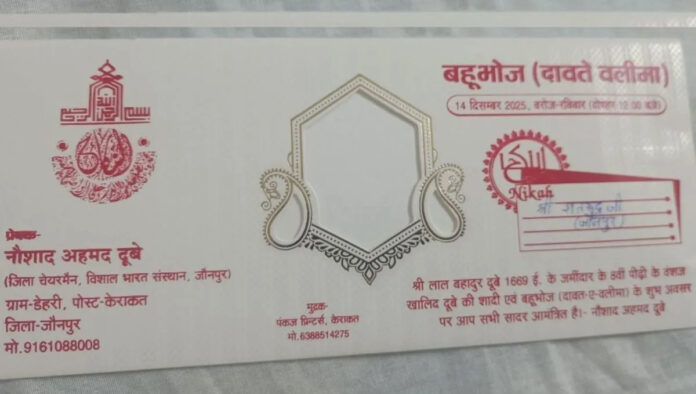 बहूभोज (दावते वलीमा)
14 दिसम्बर 2025, बरोज-रविवार (दोपहर 12:00 बजे)
Nikah
श्री
(जौनपुर)
प्रेषक-
नौशाद अहमद दूबे
(जिला चेयरमैन, विशाल भारत संस्थान, जौनपुर)
ग्राम-डेहरी, पोस्ट-केराकत
जिला-जौनपुर
मो.9161088008
मुद्रक-
पंकज प्रिन्टर्स, केराकत
मो.6388514275
श्री लाल बहादुर दूबे 1669 ई. के जमींदार के 8वीं पीढ़ी के वंशज
खालिद दूबे की शादी एवं बहूभोज (दावत-ए-वलीमा) के शुभ अवसर
पर आप सभी सादर आमंत्रित है।- नौशाद अहमद दूबे